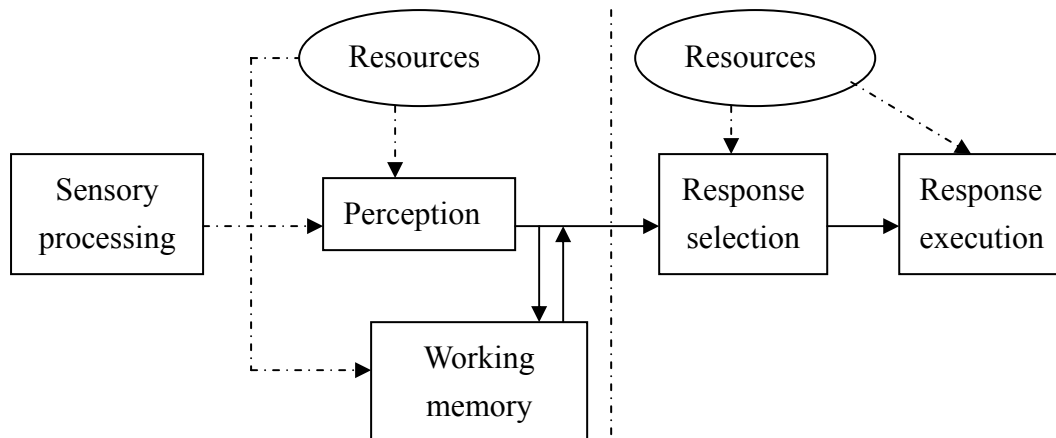 Resources
Resources
Sensory
processing
Perception
Response
selection
Response
execution
Working
memory